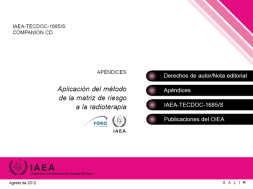 IAEA-TECDOC-1685/S
COMPANION CD
APÉNDICES
Aplicación del método
de la matriz de riesgo
a la radioterapia
FORO
IAEA
Derechos de autor/Nota editorial
Apéndices
IAEA-TECDOC-1685/S
Publicaciones del OIEA
IAEA
Organismo Internacional de Energía Atómica
Agosto de 2012
S A L I R